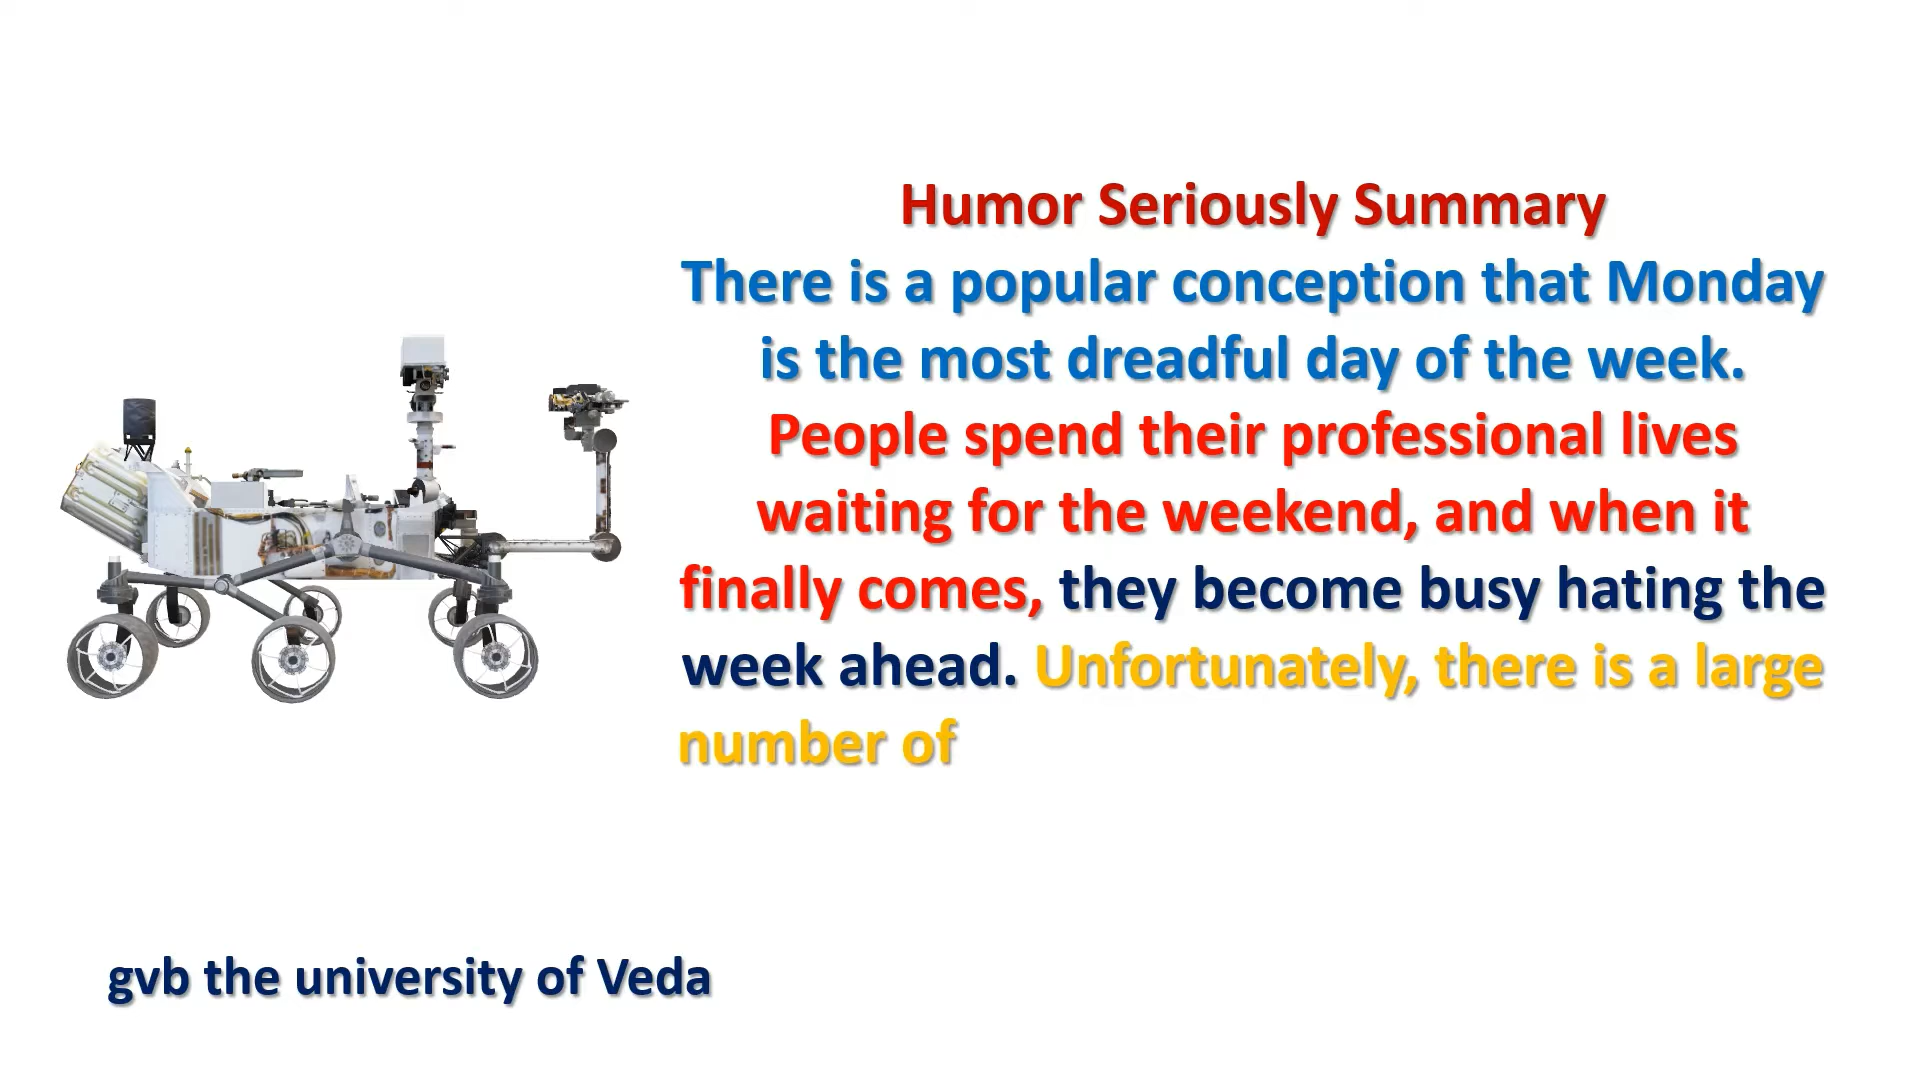 Humor Seriously Summary
There is a popular conception that Monday
is the most dreadful day of the week.
People spend their professional lives
waiting for the weekend, and when it
finally comes, they become busy hating the
week ahead. Unfortunately, there is a large
number of
gvb the university of Veda